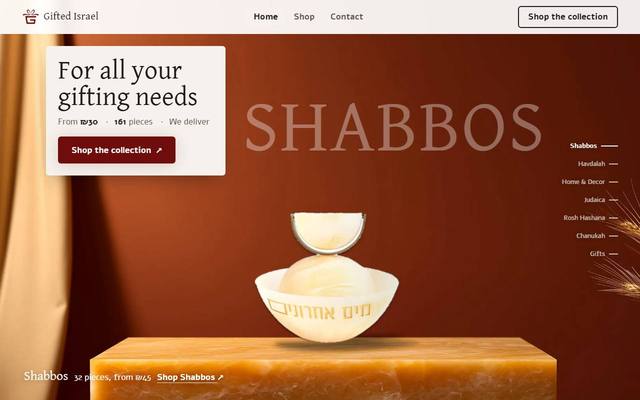 Gifted Israel
Home
Shop
Contact
Shop the collection
For all your
gifting needs
From ₪30 · 161 pieces · We deliver
Shop the collection ↗
SHABBOS
Shabbos
Havdalah
Home & Decor
Judaica
Rosh Hashana
Chanukah
Gifts
מים אחרונים
Shabbos 32 pieces, from ₪45 Shop Shabbos ↗